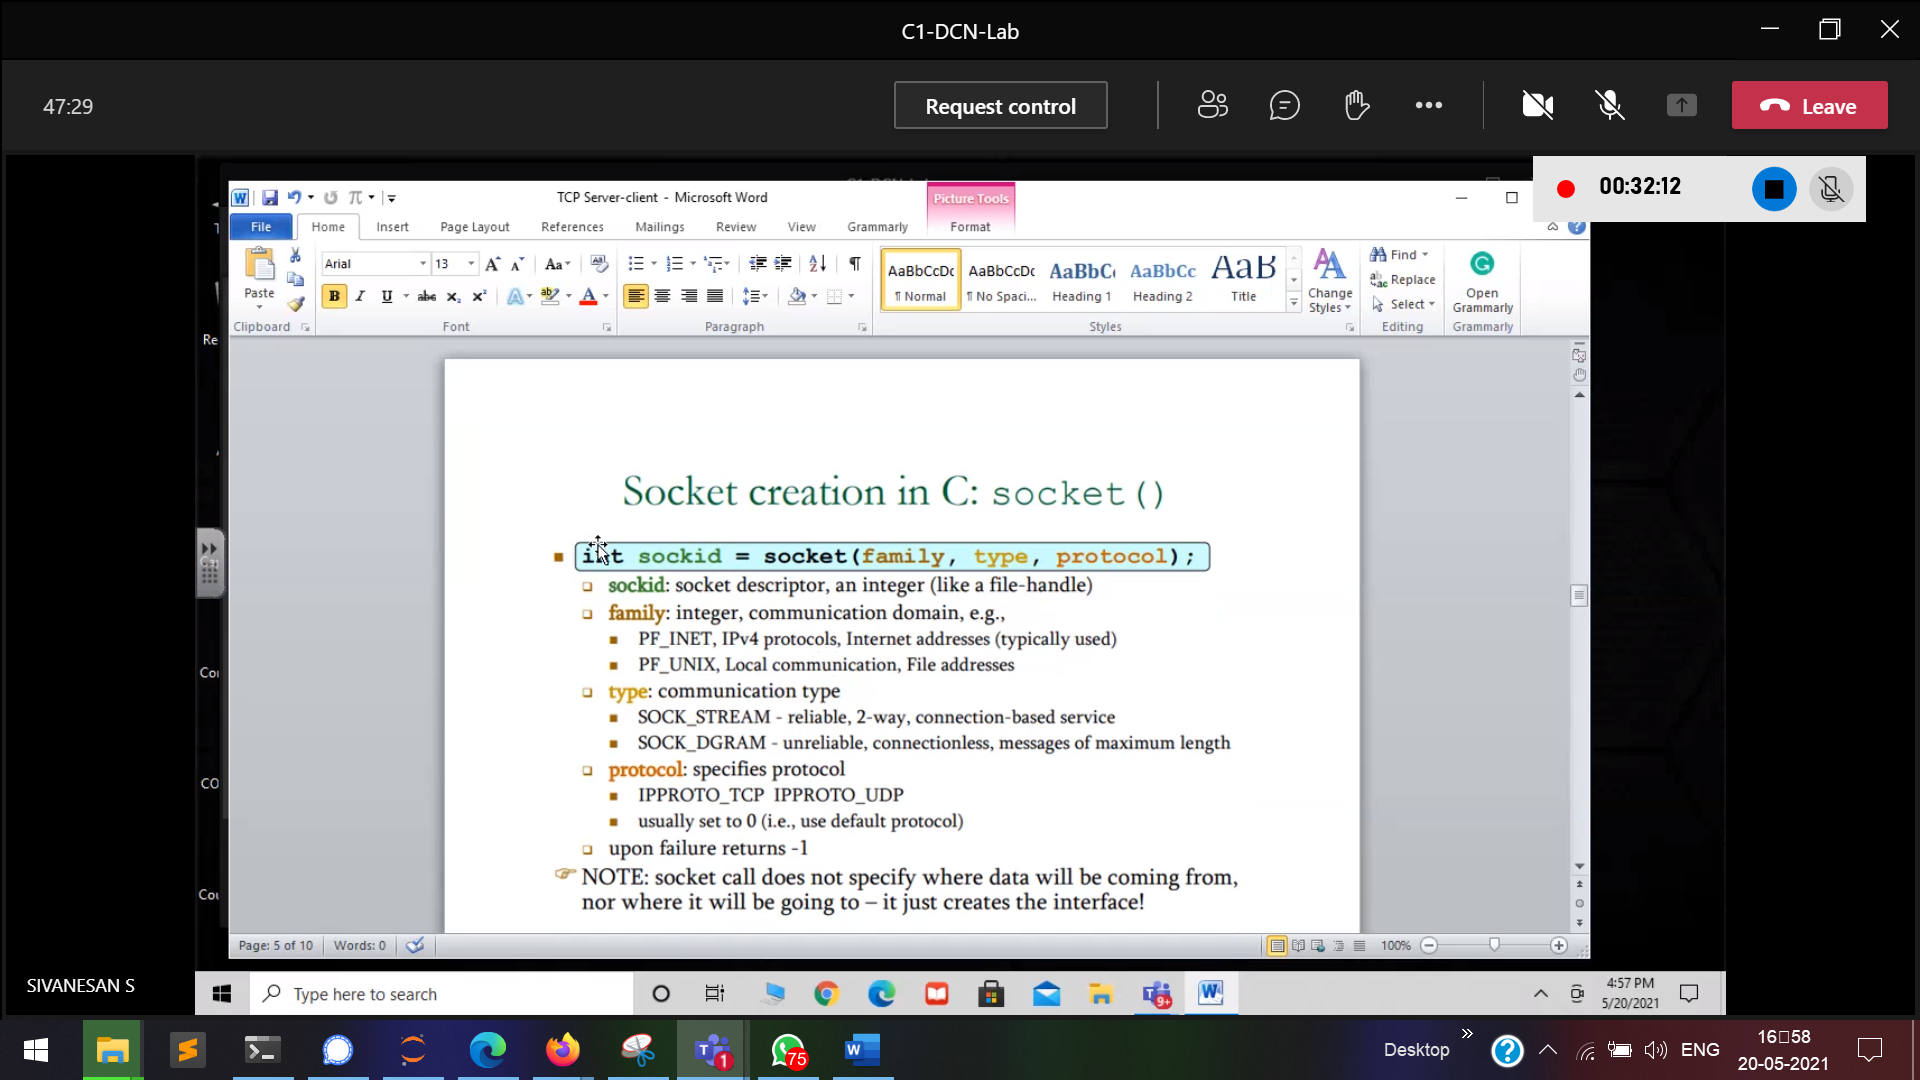 C1-DCN-Lab
47:29
Request control
Leave
00:32:12
TCP Server-client - Microsoft Word
Picture Tools
File Home Insert Page Layout References Mailings Review View Grammarly Format
Paste
Arial 13
AaBbCcDc AaBbCcDc AaBbC AaBbCc AaB
¶ Normal ¶ No Spaci... Heading 1 Heading 2 Title
Change
Styles
Find
Replace
Select
Open
Grammarly
Clipboard Font Paragraph Styles Editing Grammarly
Re
Socket creation in C: socket()
int sockid = socket(family, type, protocol);
sockid: socket descriptor, an integer (like a file-handle)
family: integer, communication domain, e.g.,
PF_INET, IPv4 protocols, Internet addresses (typically used)
PF_UNIX, Local communication, File addresses
type: communication type
SOCK_STREAM - reliable, 2-way, connection-based service
SOCK_DGRAM - unreliable, connectionless, messages of maximum length
protocol: specifies protocol
IPPROTO_TCP IPPROTO_UDP
usually set to 0 (i.e., use default protocol)
upon failure returns -1
NOTE: socket call does not specify where data will be coming from,
nor where it will be going to – it just creates the interface!
CO
Page: 5 of 10 Words: 0 100%
SIVANESAN S
Type here to search
9+
4:57 PM
5/20/2021
1
75
Desktop
ENG
16:58
20-05-2021